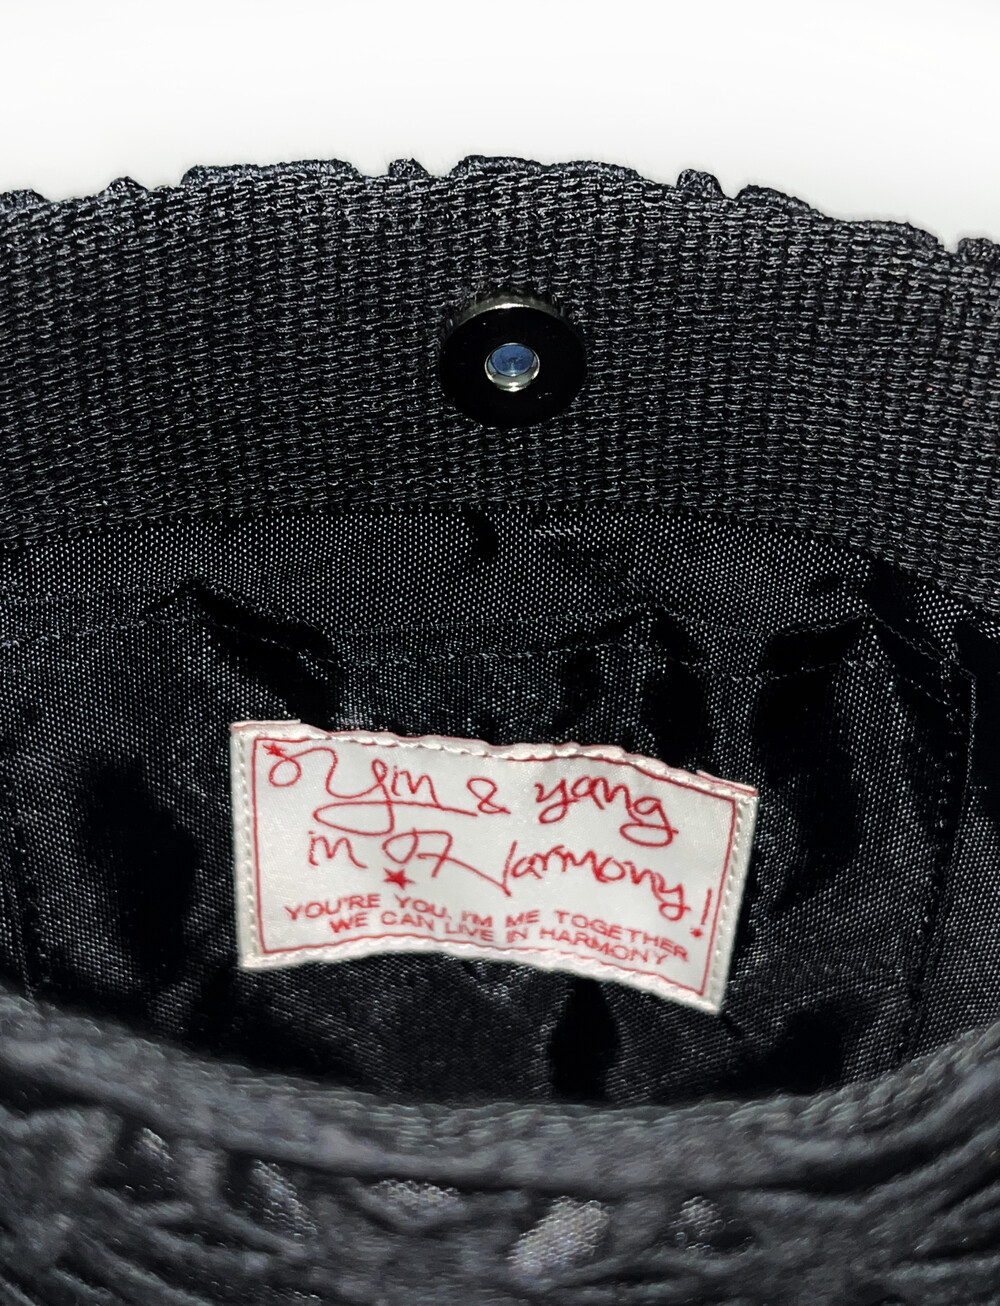 Yin & yang
in Harmony!
YOU'RE YOU, I'M ME TOGETHER
WE CAN LIVE IN HARMONY